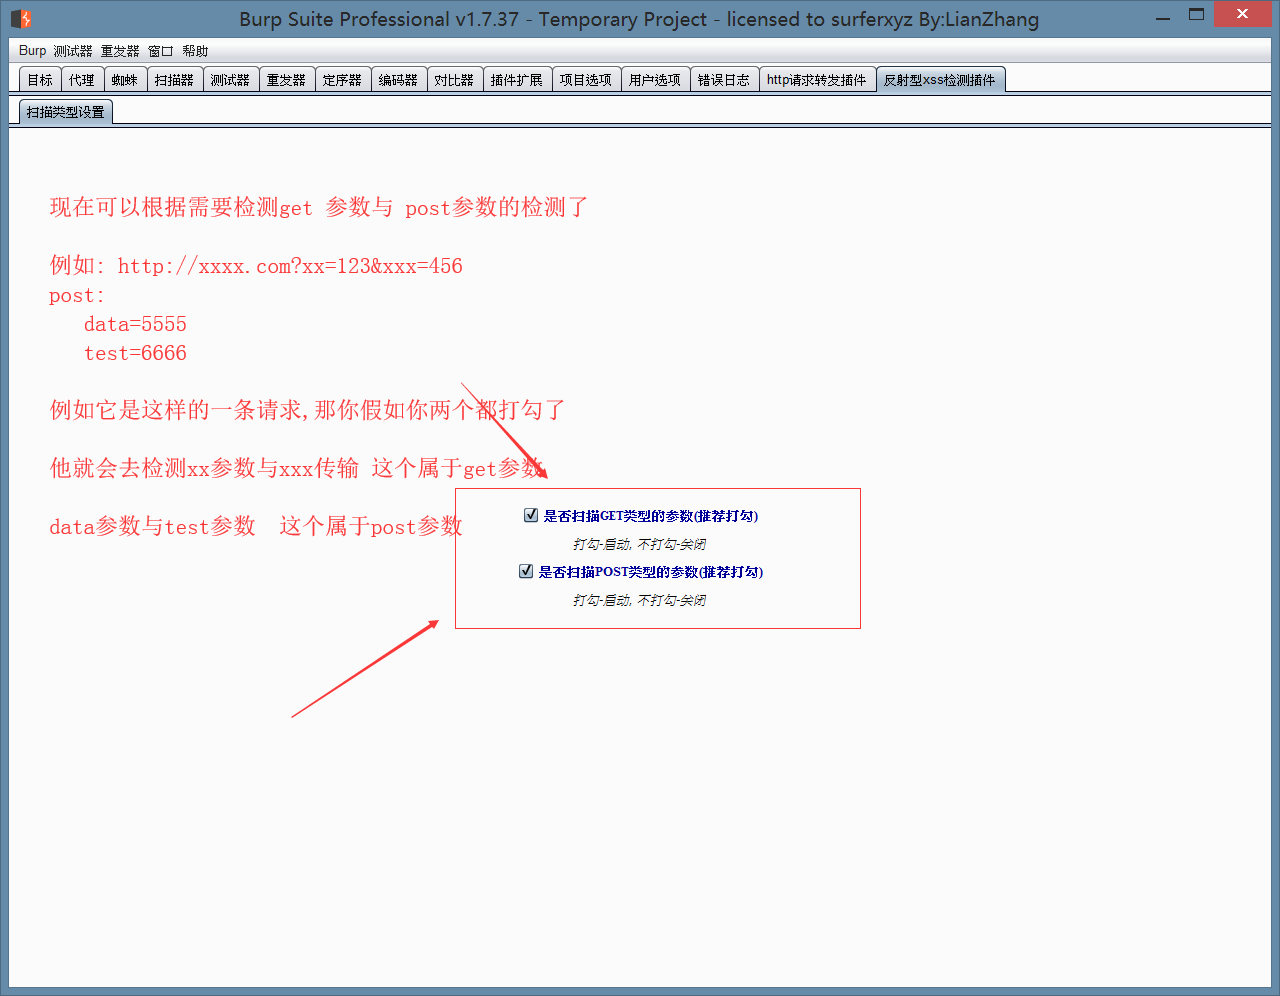 Burp Suite Professional v1.7.37 - Temporary Project - licensed to surferxyz By:LianZhang
Burp 测试器 重发器 窗口 帮助
目标 代理 蜘蛛 扫描器 测试器 重发器 定序器 编码器 对比器 插件扩展 项目选项 用户选项 错误日志 http请求转发插件 反射型xss检测插件
扫描类型设置
现在可以根据需要检测get 参数与 post参数的检测了
例如: http://xxxx.com?xx=123&xxx=456
post:
data=5555
test=6666
例如它是这样的一条请求,那你假如你两个都打勾了
他就会去检测xx参数与xxx传输 这个属于get参数
data参数与test参数 这个属于post参数
是否扫描GET类型的参数(推荐打勾)
打勾-启动, 不打勾-关闭
是否扫描POST类型的参数(推荐打勾)
打勾-启动, 不打勾-关闭